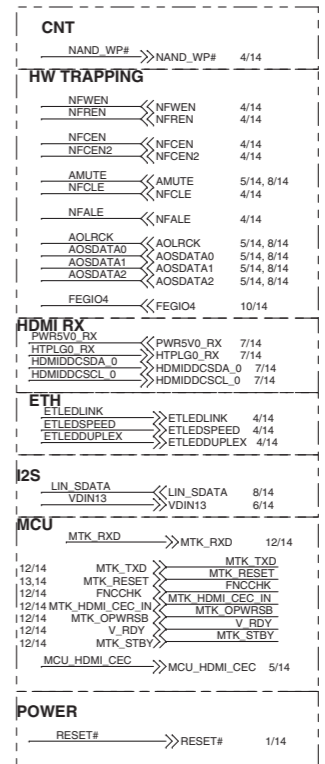 CNT
NAND_WP# NAND_WP# 4/14
HW TRAPPING
NFWEN NFWEN 4/14
NFREN NFREN 4/14
NFCEN NFCEN 4/14
NFCEN2 NFCEN2 4/14
AMUTE AMUTE 5/14, 8/14
NFCLE NFCLE 4/14
NFALE NFALE 4/14
AOLRCK AOLRCK 5/14, 8/14
AOSDATA0 AOSDATA0 5/14, 8/14
AOSDATA1 AOSDATA1 5/14, 8/14
AOSDATA2 AOSDATA2 5/14, 8/14
FEGIO4 FEGIO4 10/14
HDMI RX
PWR5V0_RX PWR5V0_RX 7/14
HTPLG0_RX HTPLG0_RX 7/14
HDMIDDCSDA_0 HDMIDDCSDA_0 7/14
HDMIDDCSCL_0 HDMIDDCSCL_0 7/14
ETH
ETLEDLINK ETLEDLINK 4/14
ETLEDSPEED ETLEDSPEED 4/14
ETLEDDUPLEX ETLEDDUPLEX 4/14
I2S
LIN_SDATA LIN_SDATA 8/14
VDIN13 VDIN13 6/14
MCU
MTK_RXD MTK_RXD 12/14
12/14 MTK_TXD MTK_TXD
13,14 MTK_RESET MTK_RESET
12/14 FNCCHK FNCCHK
12/14 MTK_HDMI_CEC_IN MTK_HDMI_CEC_IN
12/14 MTK_OPWRSB MTK_OPWRSB
12/14 V_RDY V_RDY
12/14 MTK_STBY MTK_STBY
MCU_HDMI_CEC MCU_HDMI_CEC 5/14
POWER
RESET# RESET# 1/14